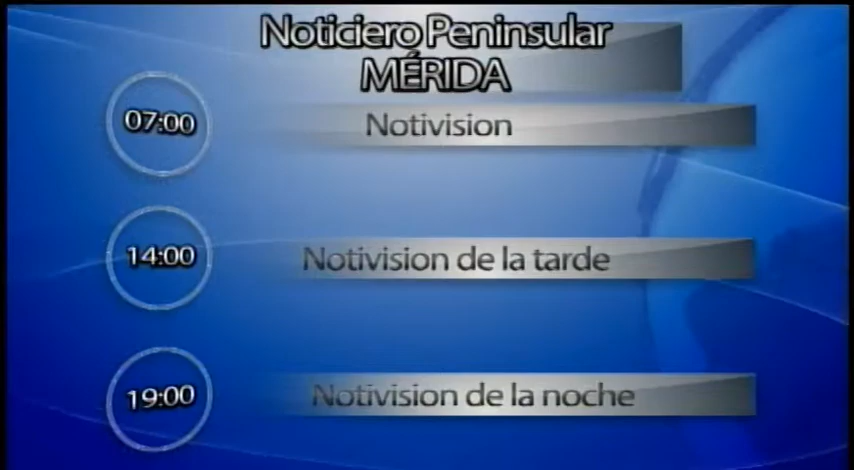 Noticiero Peninsular
MÉRIDA
07:00 Notivision
14:00 Notivision de la tarde
19:00 Notivision de la noche